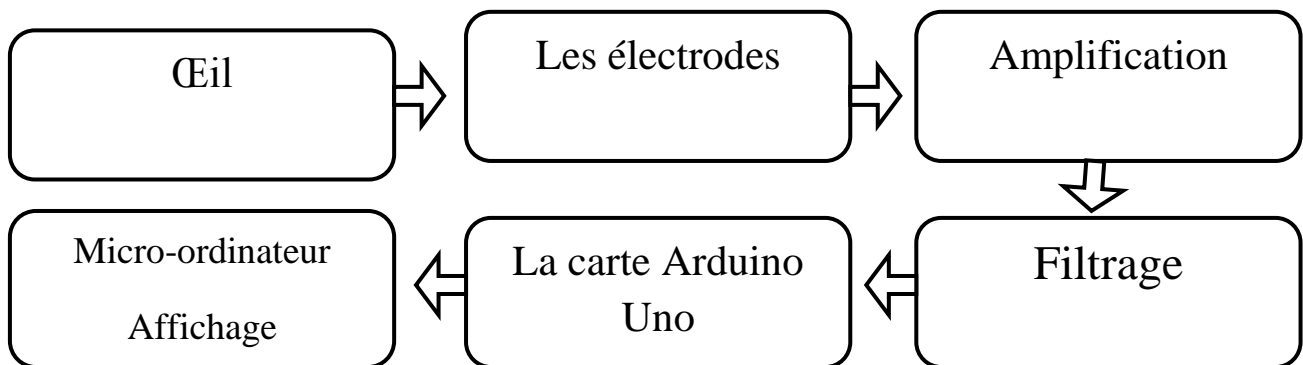 Œil
Les électrodes
Amplification
Filtrage
La carte Arduino
Uno
Micro-ordinateur
Affichage